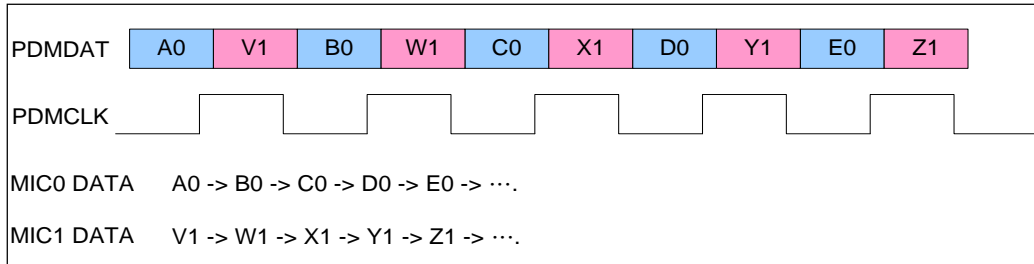 PDMDAT A0 V1 B0 W1 C0 X1 D0 Y1 E0 Z1
PDMCLK
MIC0 DATA A0 -> B0 -> C0 -> D0 -> E0 -> ….
MIC1 DATA V1 -> W1 -> X1 -> Y1 -> Z1 -> ….